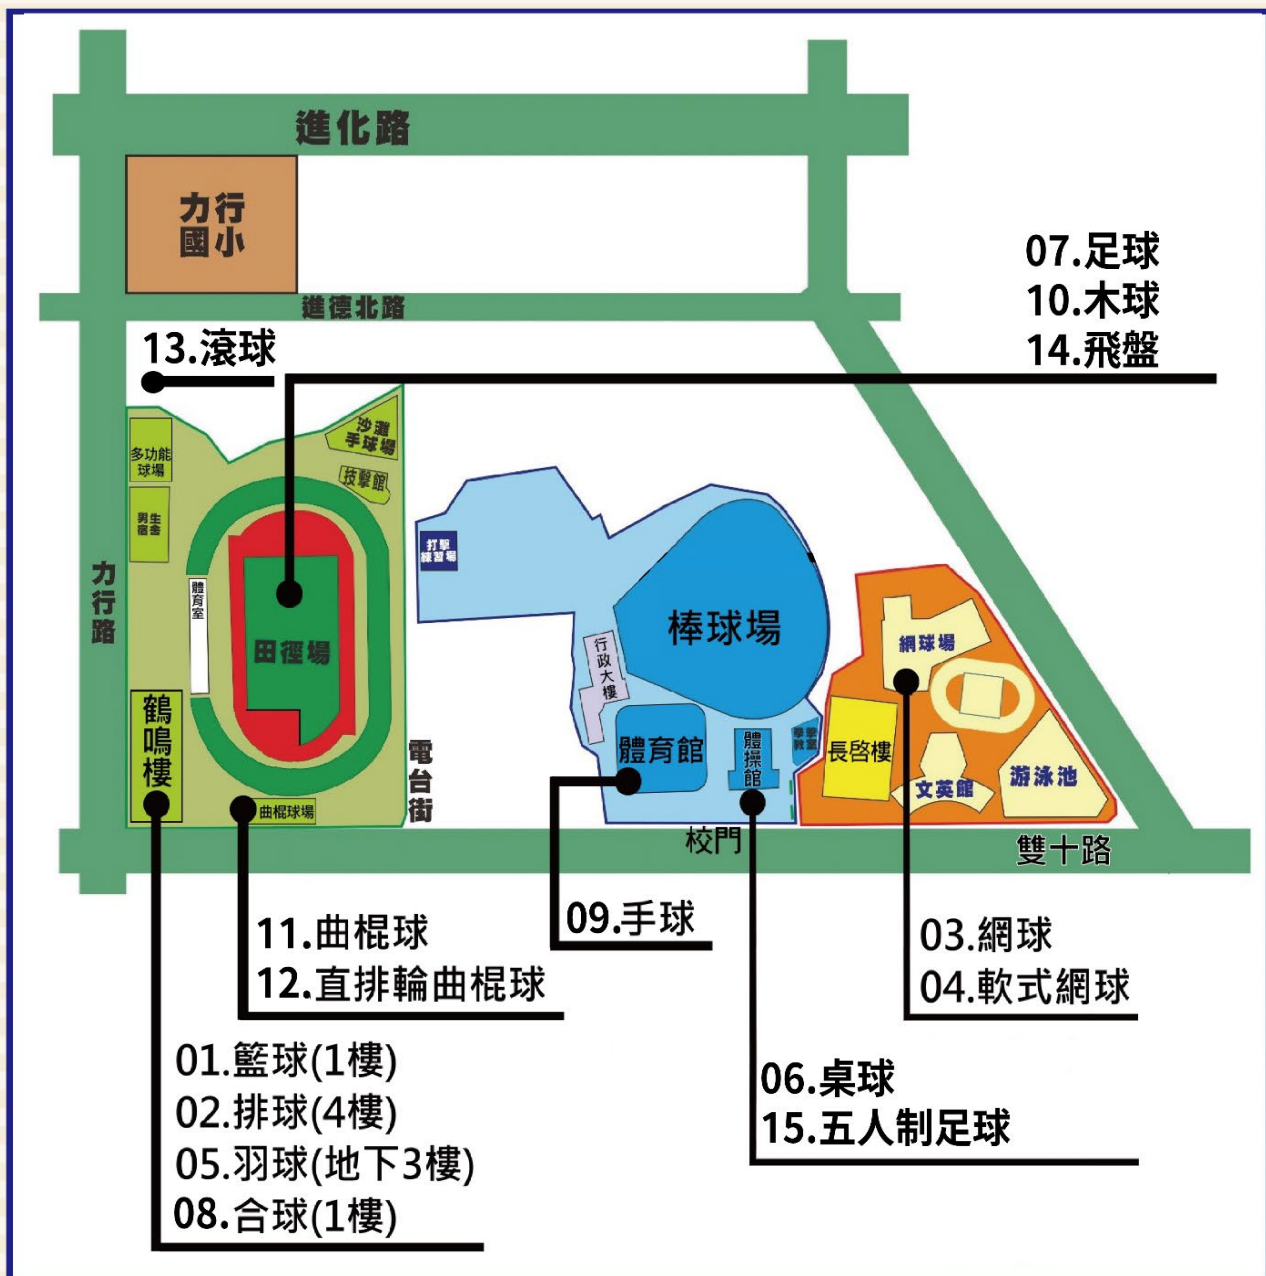 進化路
力行
國小
進德北路
07.足球
10.木球
14.飛盤
13.滾球
沙灘
手球場
多功能
球場
技擊館
男生
宿舍
打擊
練習場
力行路
體育室
田徑場
棒球場
網球場
行政大樓
鶴鳴樓
體育館
體操館
長啓樓
文英館
游泳池
電台街
曲棍球場
校門
雙十路
11.曲棍球
12.直排輪曲棍球
09.手球
03.網球
04.軟式網球
01.籃球(1樓)
02.排球(4樓)
05.羽球(地下3樓)
08.合球(1樓)
06.桌球
15.五人制足球